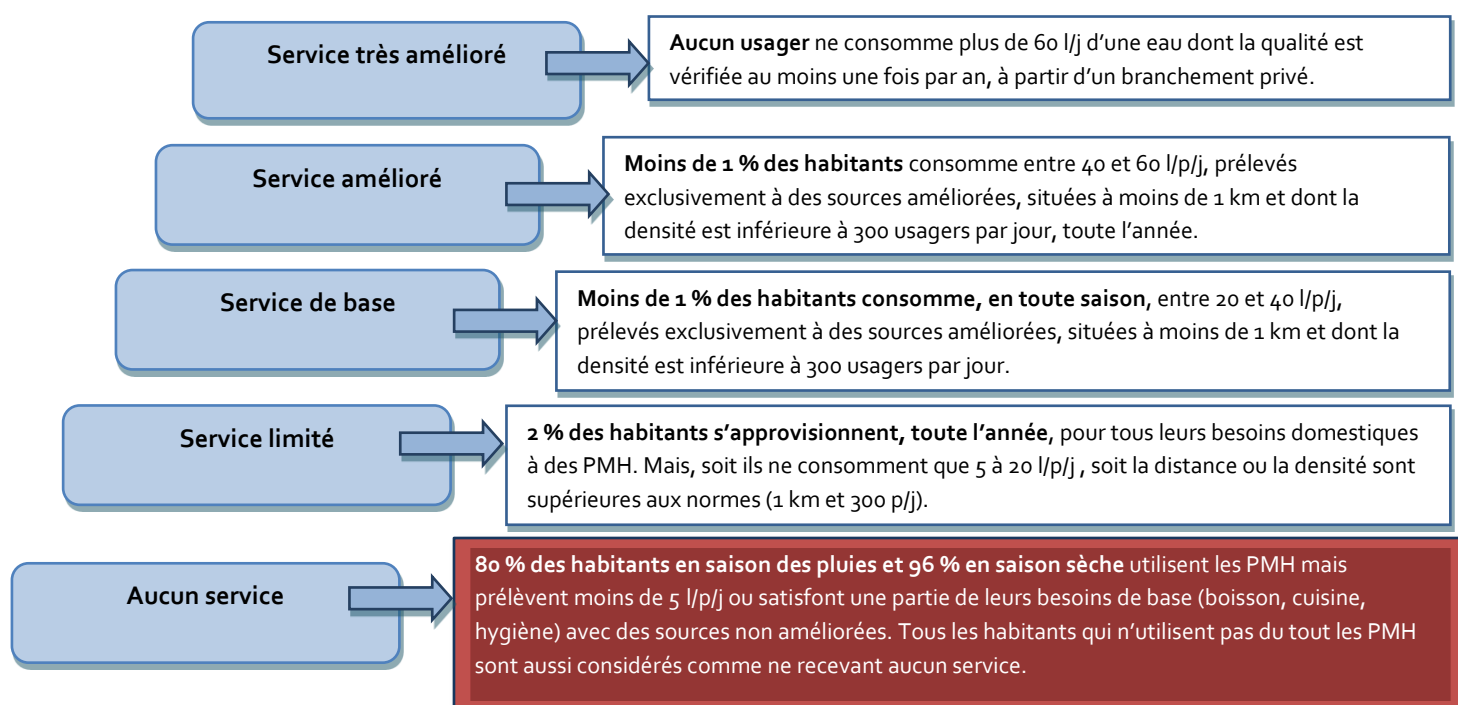 Service très amélioré
Aucun usager ne consomme plus de 60 l/j d’une eau dont la qualité est
vérifiée au moins une fois par an, à partir d’un branchement privé.
Service amélioré
Moins de 1 % des habitants consomme entre 40 et 60 l/p/j, prélevés
exclusivement à des sources améliorées, situées à moins de 1 km et dont la
densité est inférieure à 300 usagers par jour, toute l’année.
Service de base
Moins de 1 % des habitants consomme, en toute saison, entre 20 et 40 l/p/j,
prélevés exclusivement à des sources améliorées, situées à moins de 1 km et dont la
densité est inférieure à 300 usagers par jour.
Service limité
2 % des habitants s’approvisionnent, toute l’année, pour tous leurs besoins domestiques
à des PMH. Mais, soit ils ne consomment que 5 à 20 l/p/j , soit la distance ou la densité sont
supérieures aux normes (1 km et 300 p/j).
Aucun service
80 % des habitants en saison des pluies et 96 % en saison sèche utilisent les PMH mais
prélèvent moins de 5 l/p/j ou satisfont une partie de leurs besoins de base (boisson, cuisine,
hygiène) avec des sources non améliorées. Tous les habitants qui n’utilisent pas du tout les PMH
sont aussi considérés comme ne recevant aucun service.